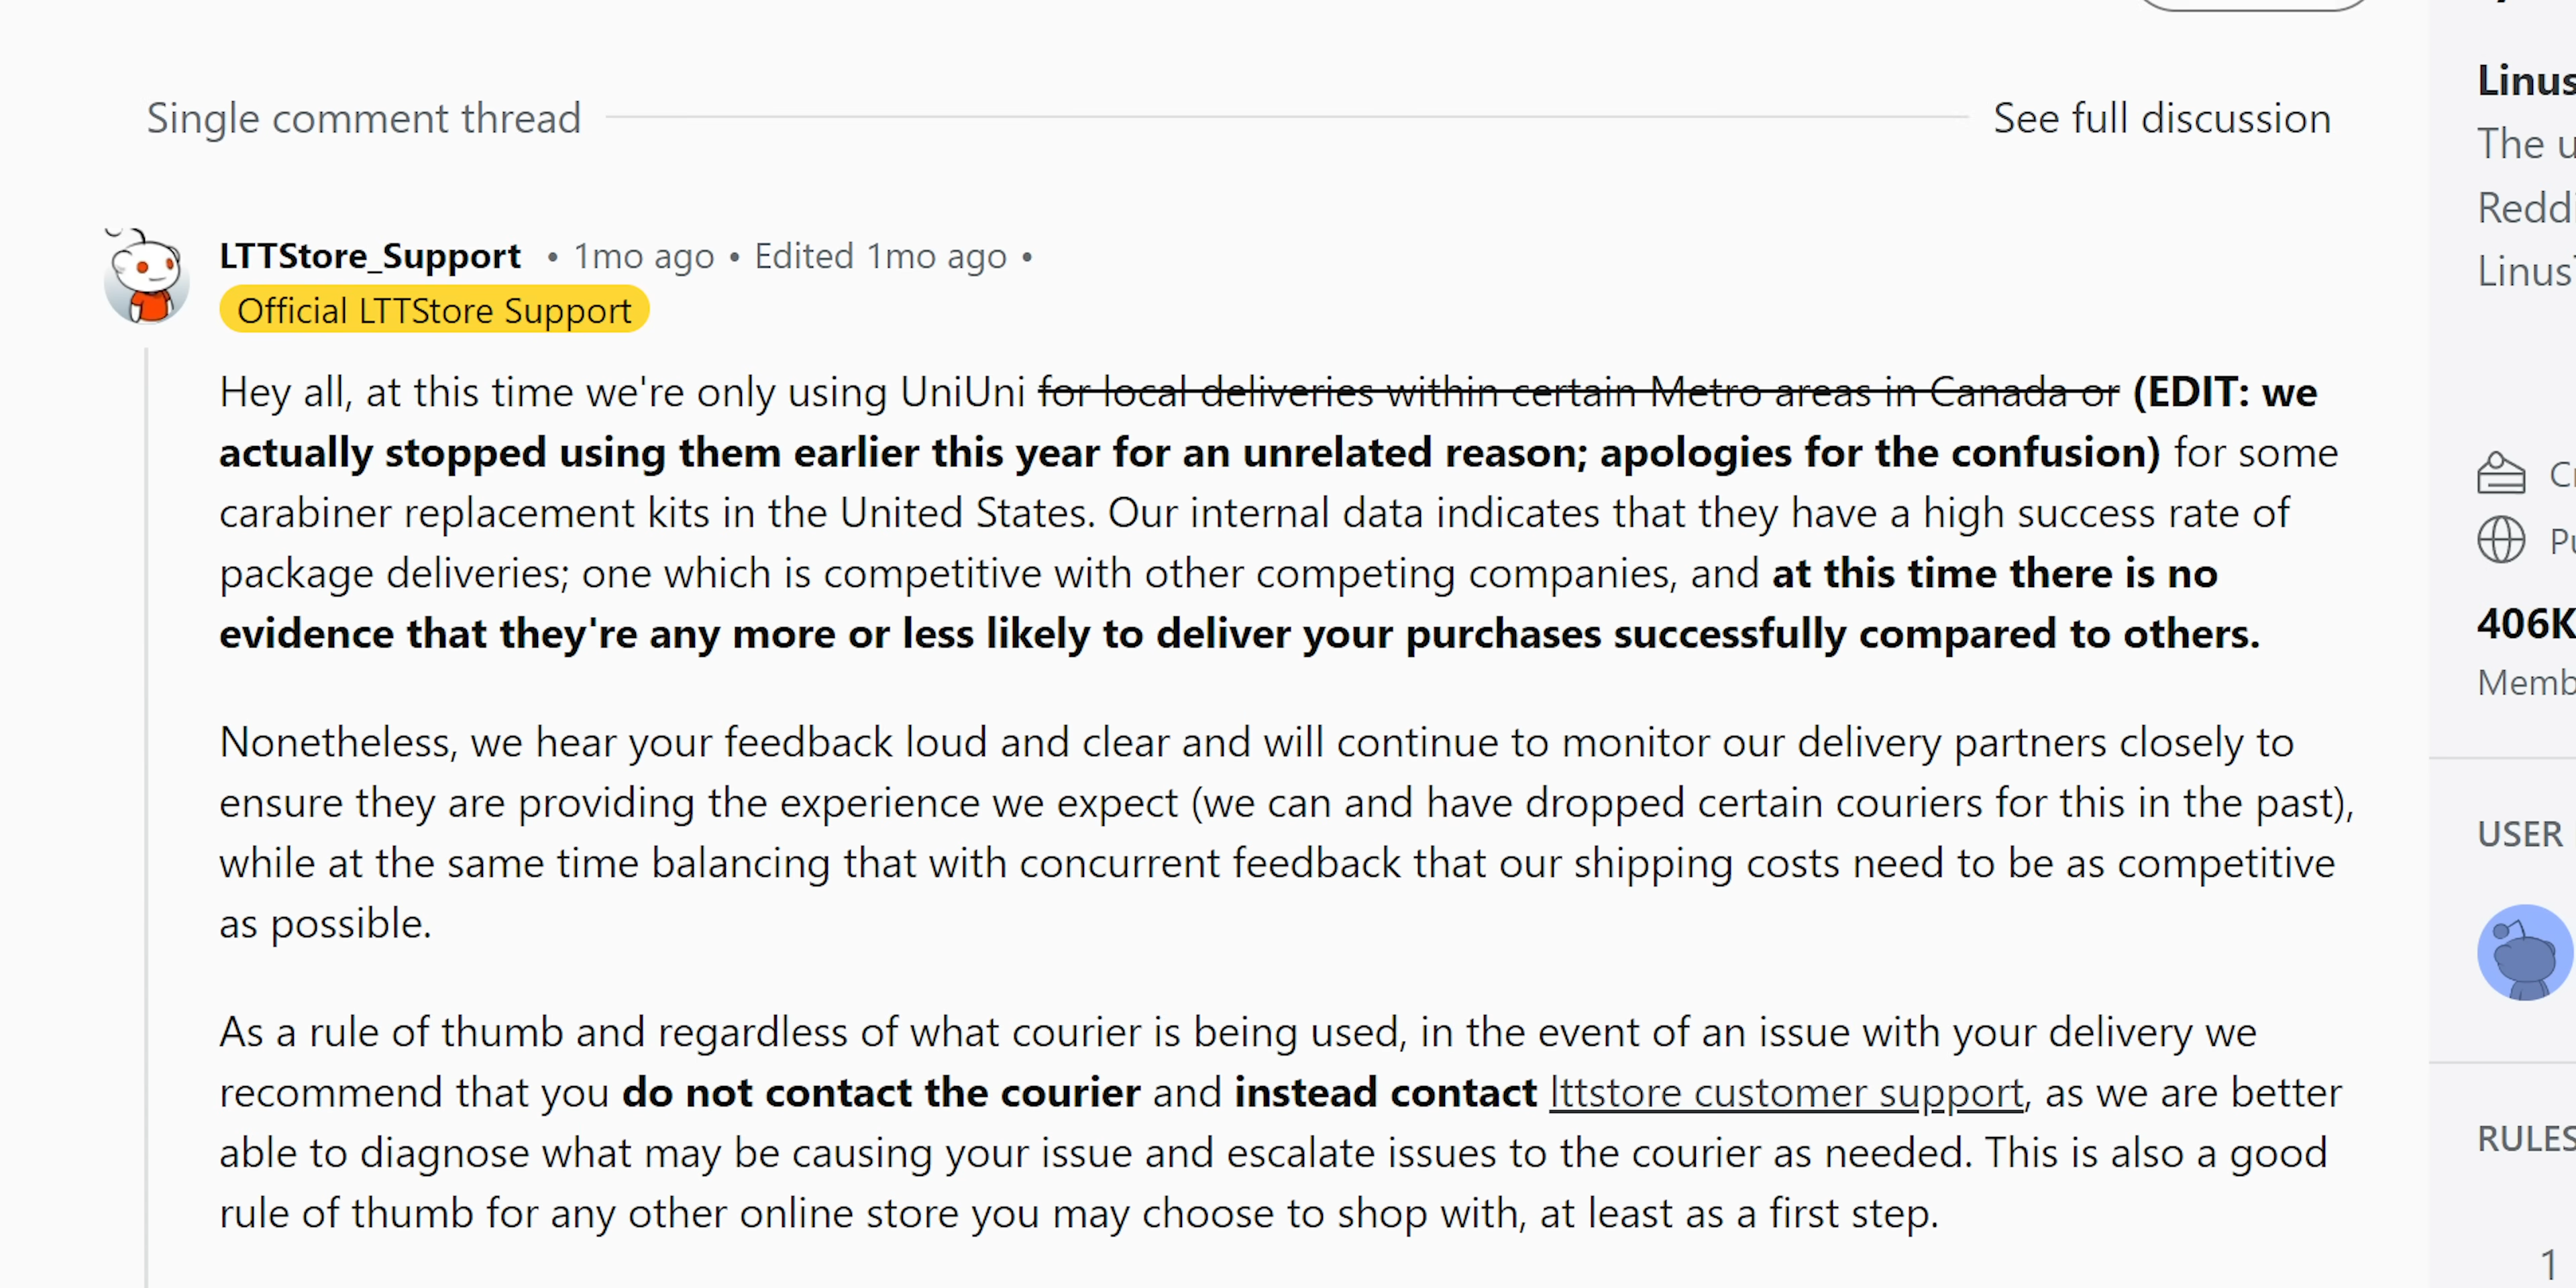 Single comment thread
See full discussion
LTTStore_Support • 1mo ago • Edited 1mo ago •
Official LTTStore Support
Hey all, at this time we're only using UniUni for local deliveries within certain Metro areas in Canada or (EDIT: we
actually stopped using them earlier this year for an unrelated reason; apologies for the confusion) for some
carabiner replacement kits in the United States. Our internal data indicates that they have a high success rate of
package deliveries; one which is competitive with other competing companies, and at this time there is no
evidence that they're any more or less likely to deliver your purchases successfully compared to others.
Nonetheless, we hear your feedback loud and clear and will continue to monitor our delivery partners closely to
ensure they are providing the experience we expect (we can and have dropped certain couriers for this in the past),
while at the same time balancing that with concurrent feedback that our shipping costs need to be as competitive
as possible.
As a rule of thumb and regardless of what courier is being used, in the event of an issue with your delivery we
recommend that you do not contact the courier and instead contact lttstore customer support, as we are better
able to diagnose what may be causing your issue and escalate issues to the courier as needed. This is also a good
rule of thumb for any other online store you may choose to shop with, at least as a first step.
Linus
The
406K
USER
RULES
1